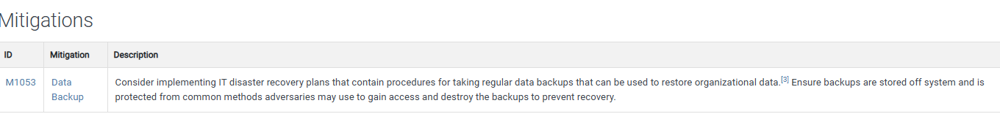 Mitigations
ID Mitigation Description
M1053 Data Backup Consider implementing IT disaster recovery plans that contain procedures for taking regular data backups that can be used to restore organizational data.[3] Ensure backups are stored off system and is
protected from common methods adversaries may use to gain access and destroy the backups to prevent recovery.